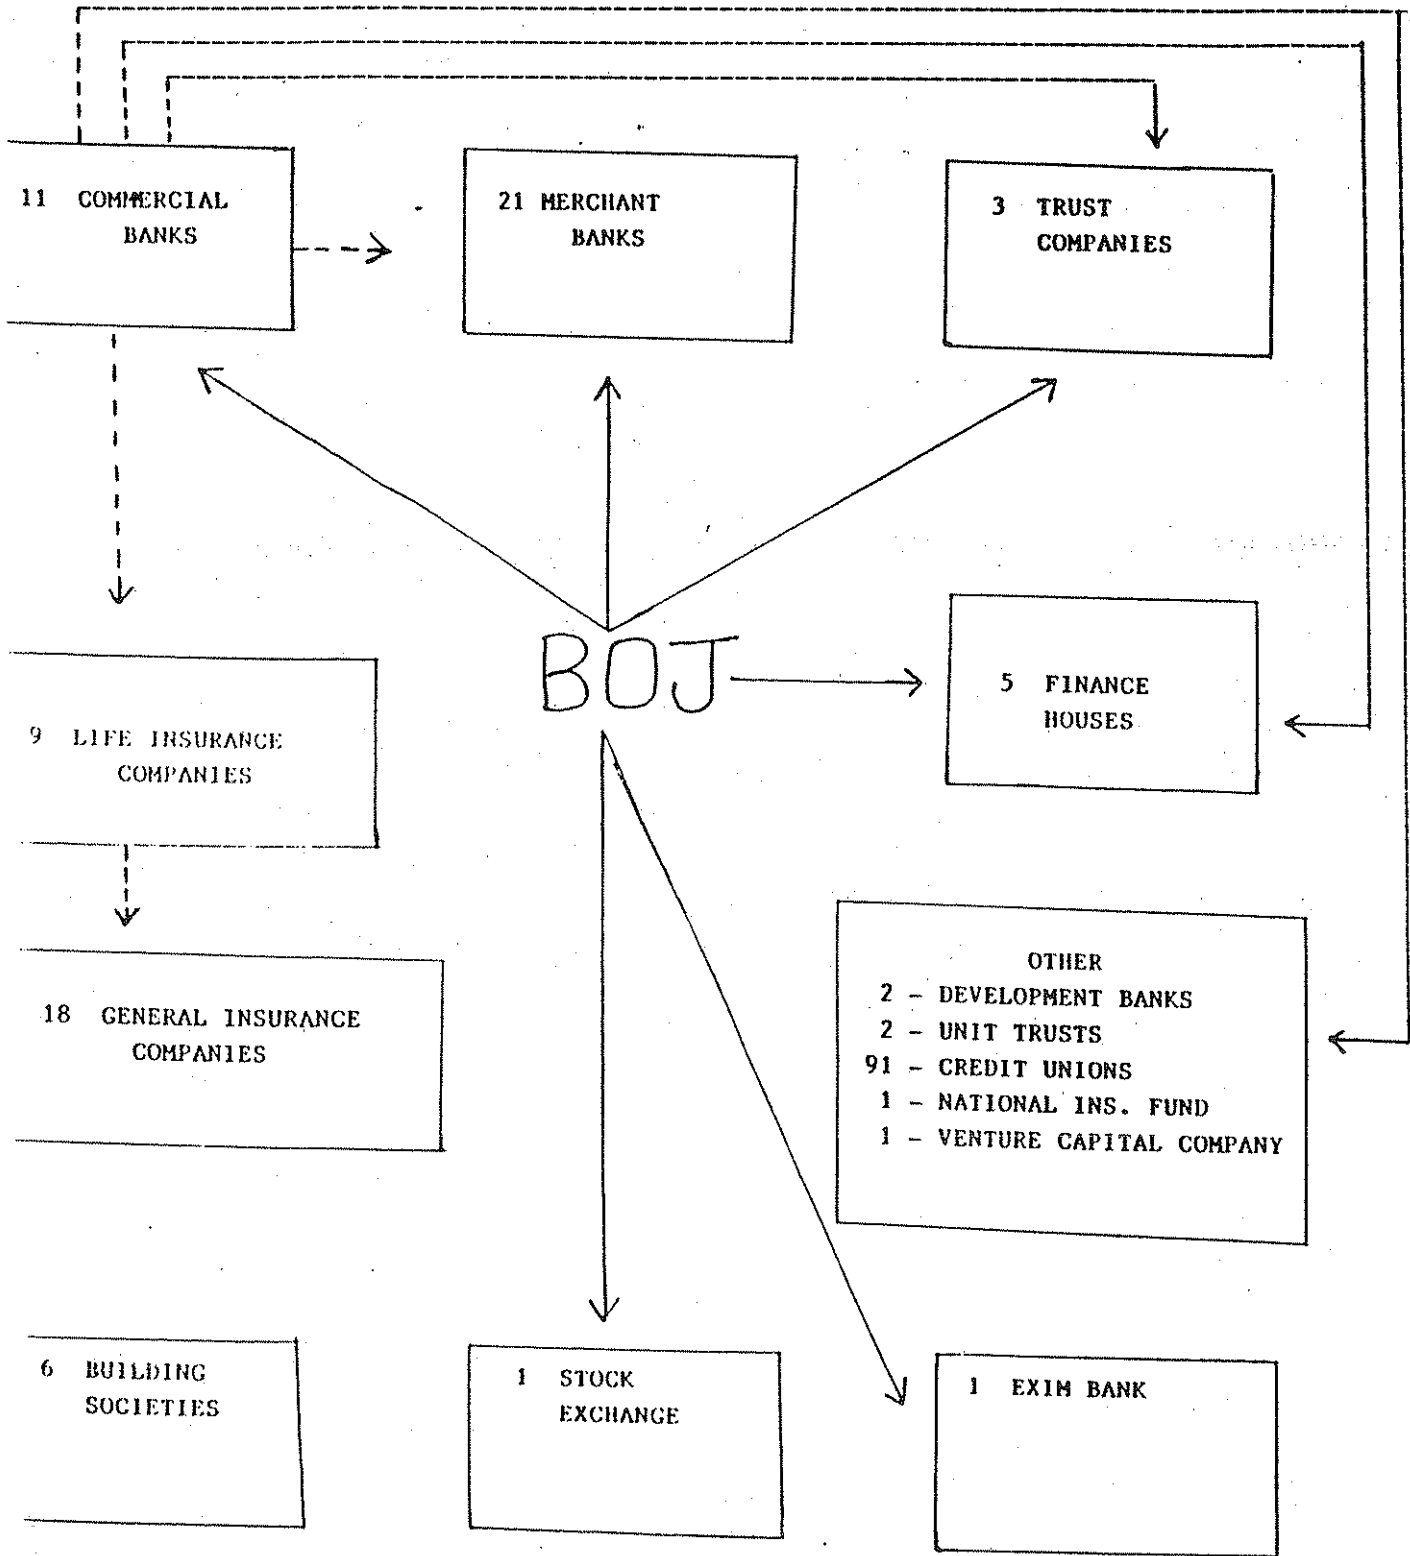 11 COMMERCIAL
BANKS
21 MERCHANT
BANKS
3 TRUST
COMPANIES
BOJ
5 FINANCE
HOUSES
9 LIFE INSURANCE
COMPANIES
18 GENERAL INSURANCE
COMPANIES
OTHER
2 - DEVELOPMENT BANKS
2 - UNIT TRUSTS
91 - CREDIT UNIONS
1 - NATIONAL INS. FUND
1 - VENTURE CAPITAL COMPANY
6 BUILDING
SOCIETIES
1 STOCK
EXCHANGE
1 EXIM BANK